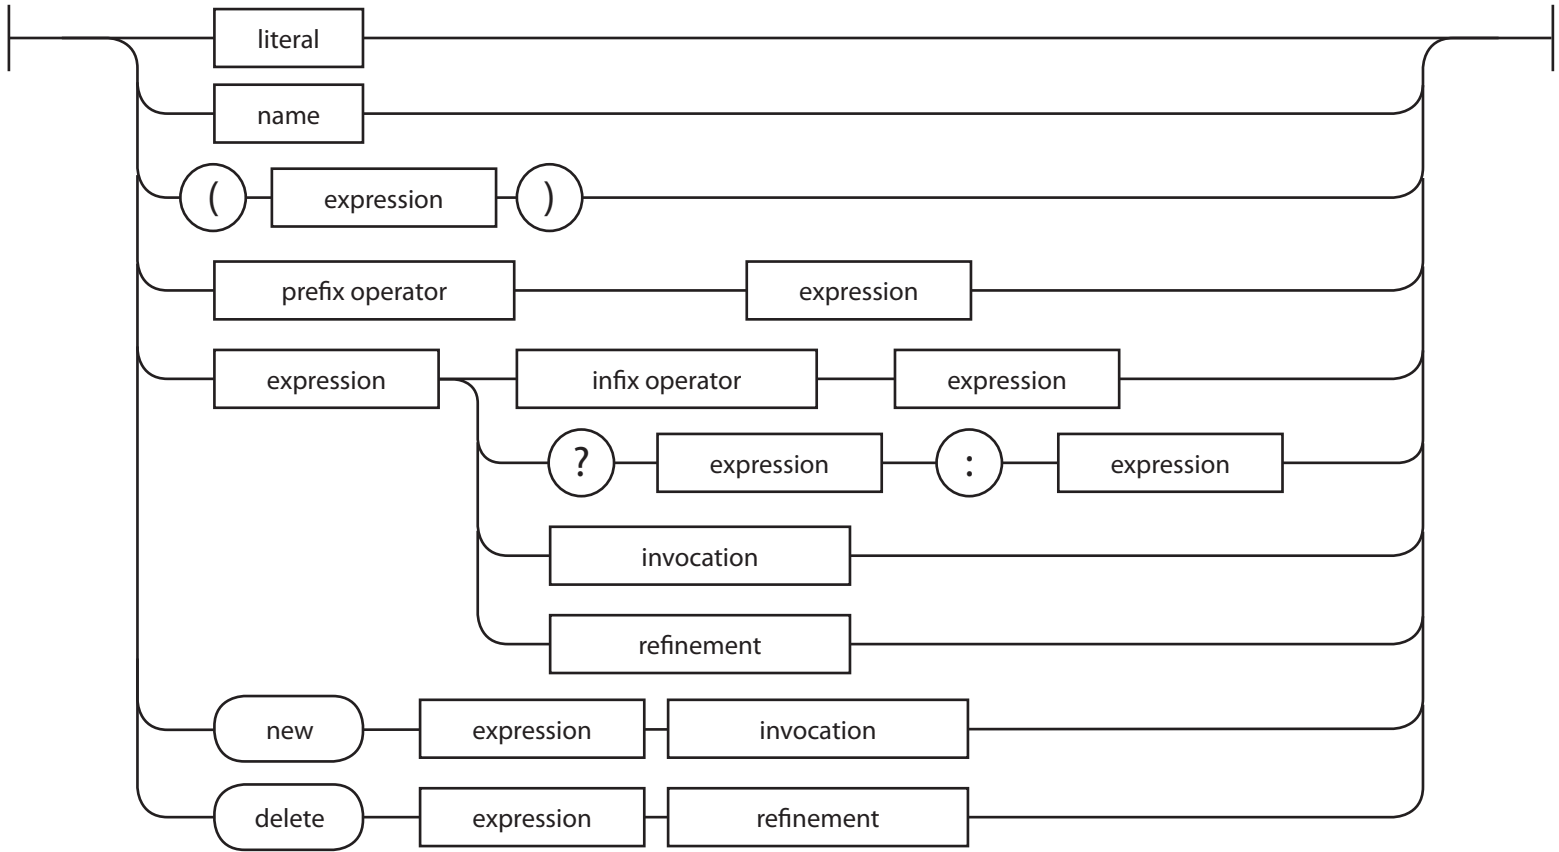 literal
name
( expression )
prefix operator expression
expression infix operator expression
? expression : expression
invocation
refinement
new expression invocation
delete expression refinement